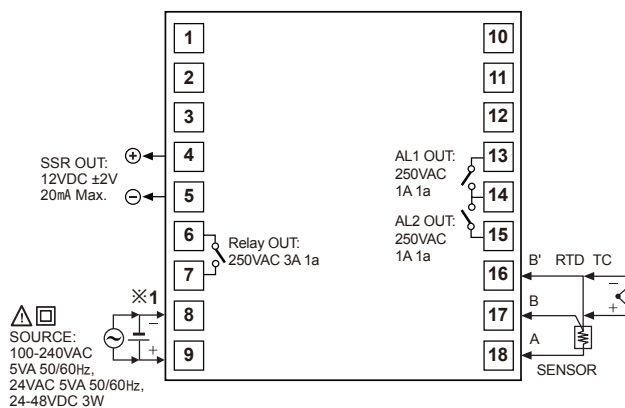 1
2
3
4
5
6
7
8
9
10
11
12
13
14
15
16
17
18
SSR OUT:
12VDC ±2V
20mA Max.
⊕
⊖
Relay OUT:
250VAC 3A 1a
※1
−
+
SOURCE:
100-240VAC
5VA 50/60Hz,
24VAC 5VA 50/60Hz,
24-48VDC 3W
AL1 OUT:
250VAC
1A 1a
AL2 OUT:
250VAC
1A 1a
B' RTD TC
−
+
B
A
SENSOR